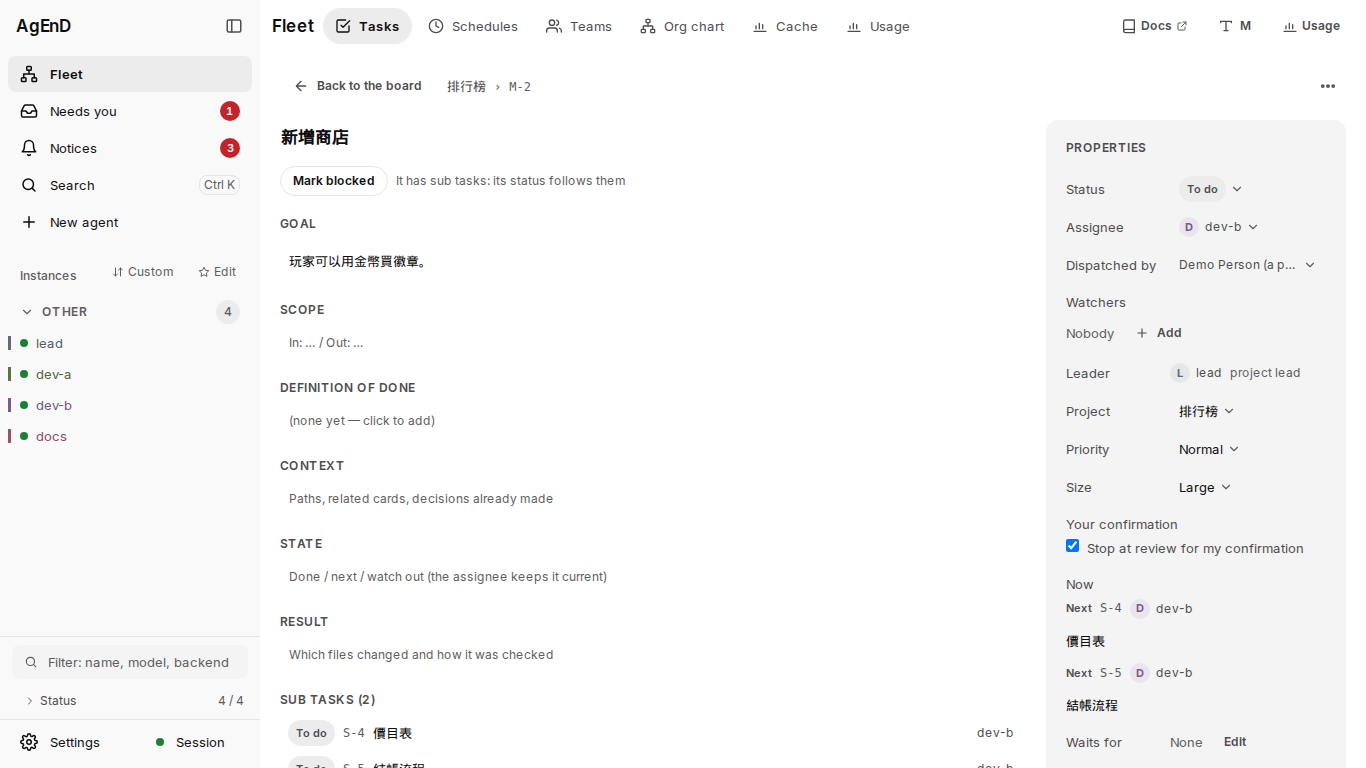 AgEnD
Fleet
Needs you 1
Notices 3
Search Ctrl K
New agent
Instances Custom Edit
OTHER 4
lead
dev-a
dev-b
docs
Filter: name, model, backend
Status 4 / 4
Settings Session
Fleet Tasks Schedules Teams Org chart Cache Usage Docs M Usage
Back to the board 排行榜 › M-2 •••
新增商店
Mark blocked It has sub tasks: its status follows them
GOAL
玩家可以用金幣買徽章。
SCOPE
In: … / Out: …
DEFINITION OF DONE
(none yet — click to add)
CONTEXT
Paths, related cards, decisions already made
STATE
Done / next / watch out (the assignee keeps it current)
RESULT
Which files changed and how it was checked
SUB TASKS (2)
To do S-4 價目表 dev-b
To do S-5 結帳流程 dev-b
PROPERTIES
Status To do
Assignee D dev-b
Dispatched by Demo Person (a p…
Watchers
Nobody Add
Leader L lead project lead
Project 排行榜
Priority Normal
Size Large
Your confirmation
Stop at review for my confirmation
Now
Next S-4 D dev-b
價目表
Next S-5 D dev-b
結帳流程
Waits for None Edit